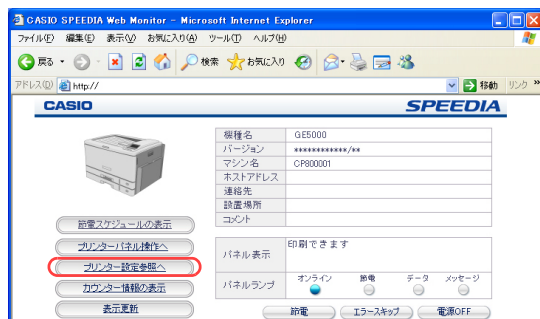 CASIO SPEEDIA Web Monitor - Microsoft Internet Explorer
ファイル(F) 編集(E) 表示(V) お気に入り(A) ツール(T) ヘルプ(H)
戻る 検索 お気に入り
アドレス(D) http:// 移動 リンク »
CASIO SPEEDIA
機種名 GE5000
バージョン ************/**
マシン名 CP800001
ホストアドレス
連絡先
設置場所
コメント
節電スケジュールの表示
プリンターパネル操作へ
プリンター設定参照へ
カウンター情報の表示
表示更新
パネル表示 印刷できます
パネルランプ オンライン 節電 データ メッセージ
節電 エラースキップ 電源OFF